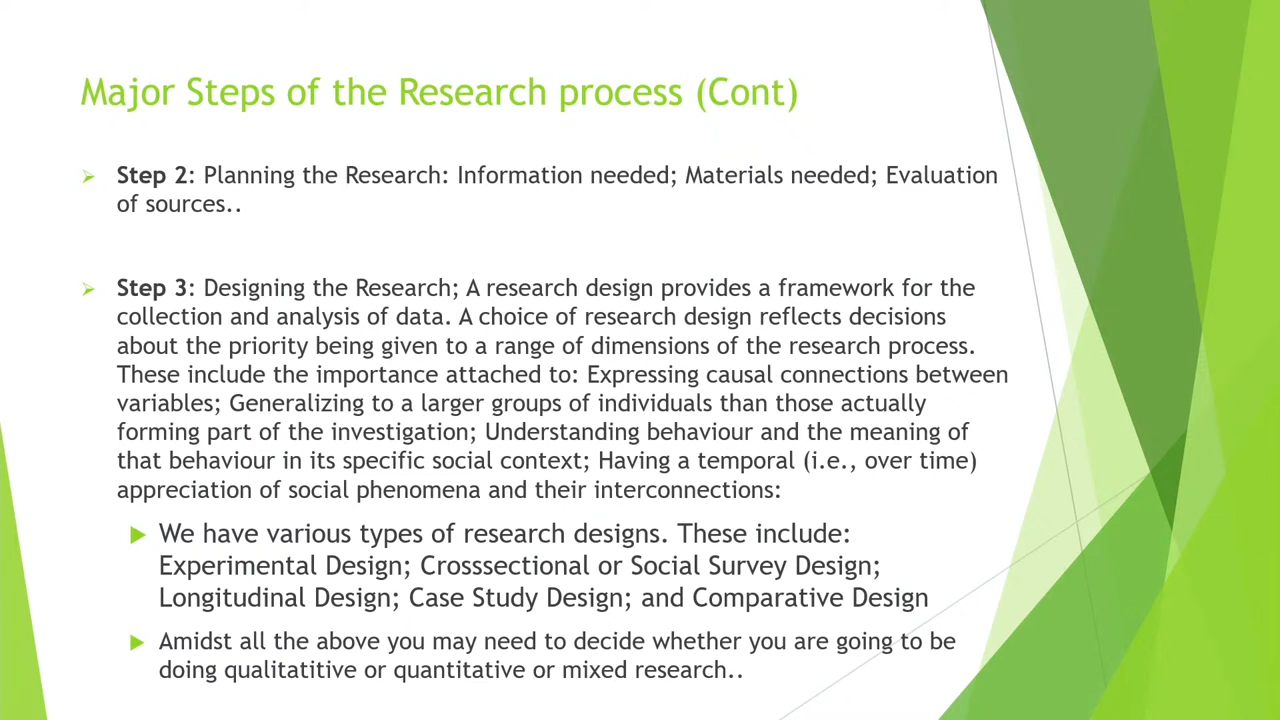 Major Steps of the Research process (Cont)
Step 2: Planning the Research: Information needed; Materials needed; Evaluation
of sources..
Step 3: Designing the Research; A research design provides a framework for the
collection and analysis of data. A choice of research design reflects decisions
about the priority being given to a range of dimensions of the research process.
These include the importance attached to: Expressing causal connections between
variables; Generalizing to a larger groups of individuals than those actually
forming part of the investigation; Understanding behaviour and the meaning of
that behaviour in its specific social context; Having a temporal (i.e., over time)
appreciation of social phenomena and their interconnections:
We have various types of research designs. These include:
Experimental Design; Crosssectional or Social Survey Design;
Longitudinal Design; Case Study Design; and Comparative Design
Amidst all the above you may need to decide whether you are going to be
doing qualitatitive or quantitative or mixed research..